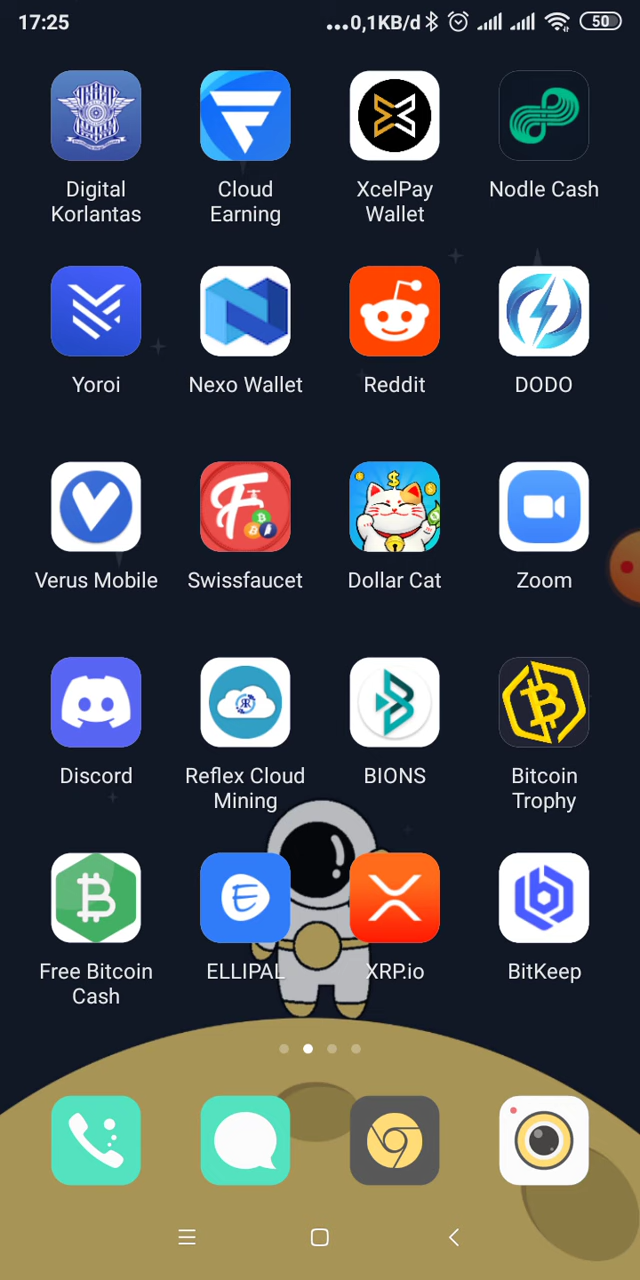 17:25
...0,1KB/d
50
Digital
Korlantas
Cloud
Earning
XcelPay
Wallet
Nodle Cash
Yoroi
Nexo Wallet
Reddit
DODO
Verus Mobile
Swissfaucet
Dollar Cat
Zoom
Discord
Reflex Cloud
Mining
BIONS
Bitcoin
Trophy
Free Bitcoin
Cash
ELLIPAL
XRP.io
BitKeep